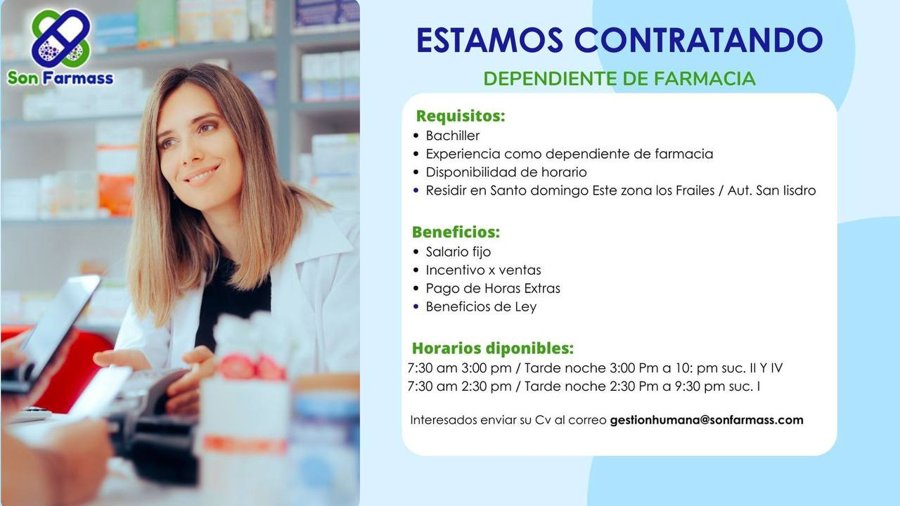 Son Farmass
ESTAMOS CONTRATANDO
DEPENDIENTE DE FARMACIA
Requisitos:
• Bachiller
• Experiencia como dependiente de farmacia
• Disponibilidad de horario
• Residir en Santo domingo Este zona los Frailes / Aut. San Iisdro
Beneficios:
• Salario fijo
• Incentivo x ventas
• Pago de Horas Extras
• Beneficios de Ley
Horarios diponibles:
7:30 am 3:00 pm / Tarde noche 3:00 Pm a 10: pm suc. II Y IV
7:30 am 2:30 pm / Tarde noche 2:30 Pm a 9:30 pm suc. I
Interesados enviar su Cv al correo gestionhumana@sonfarmass.com